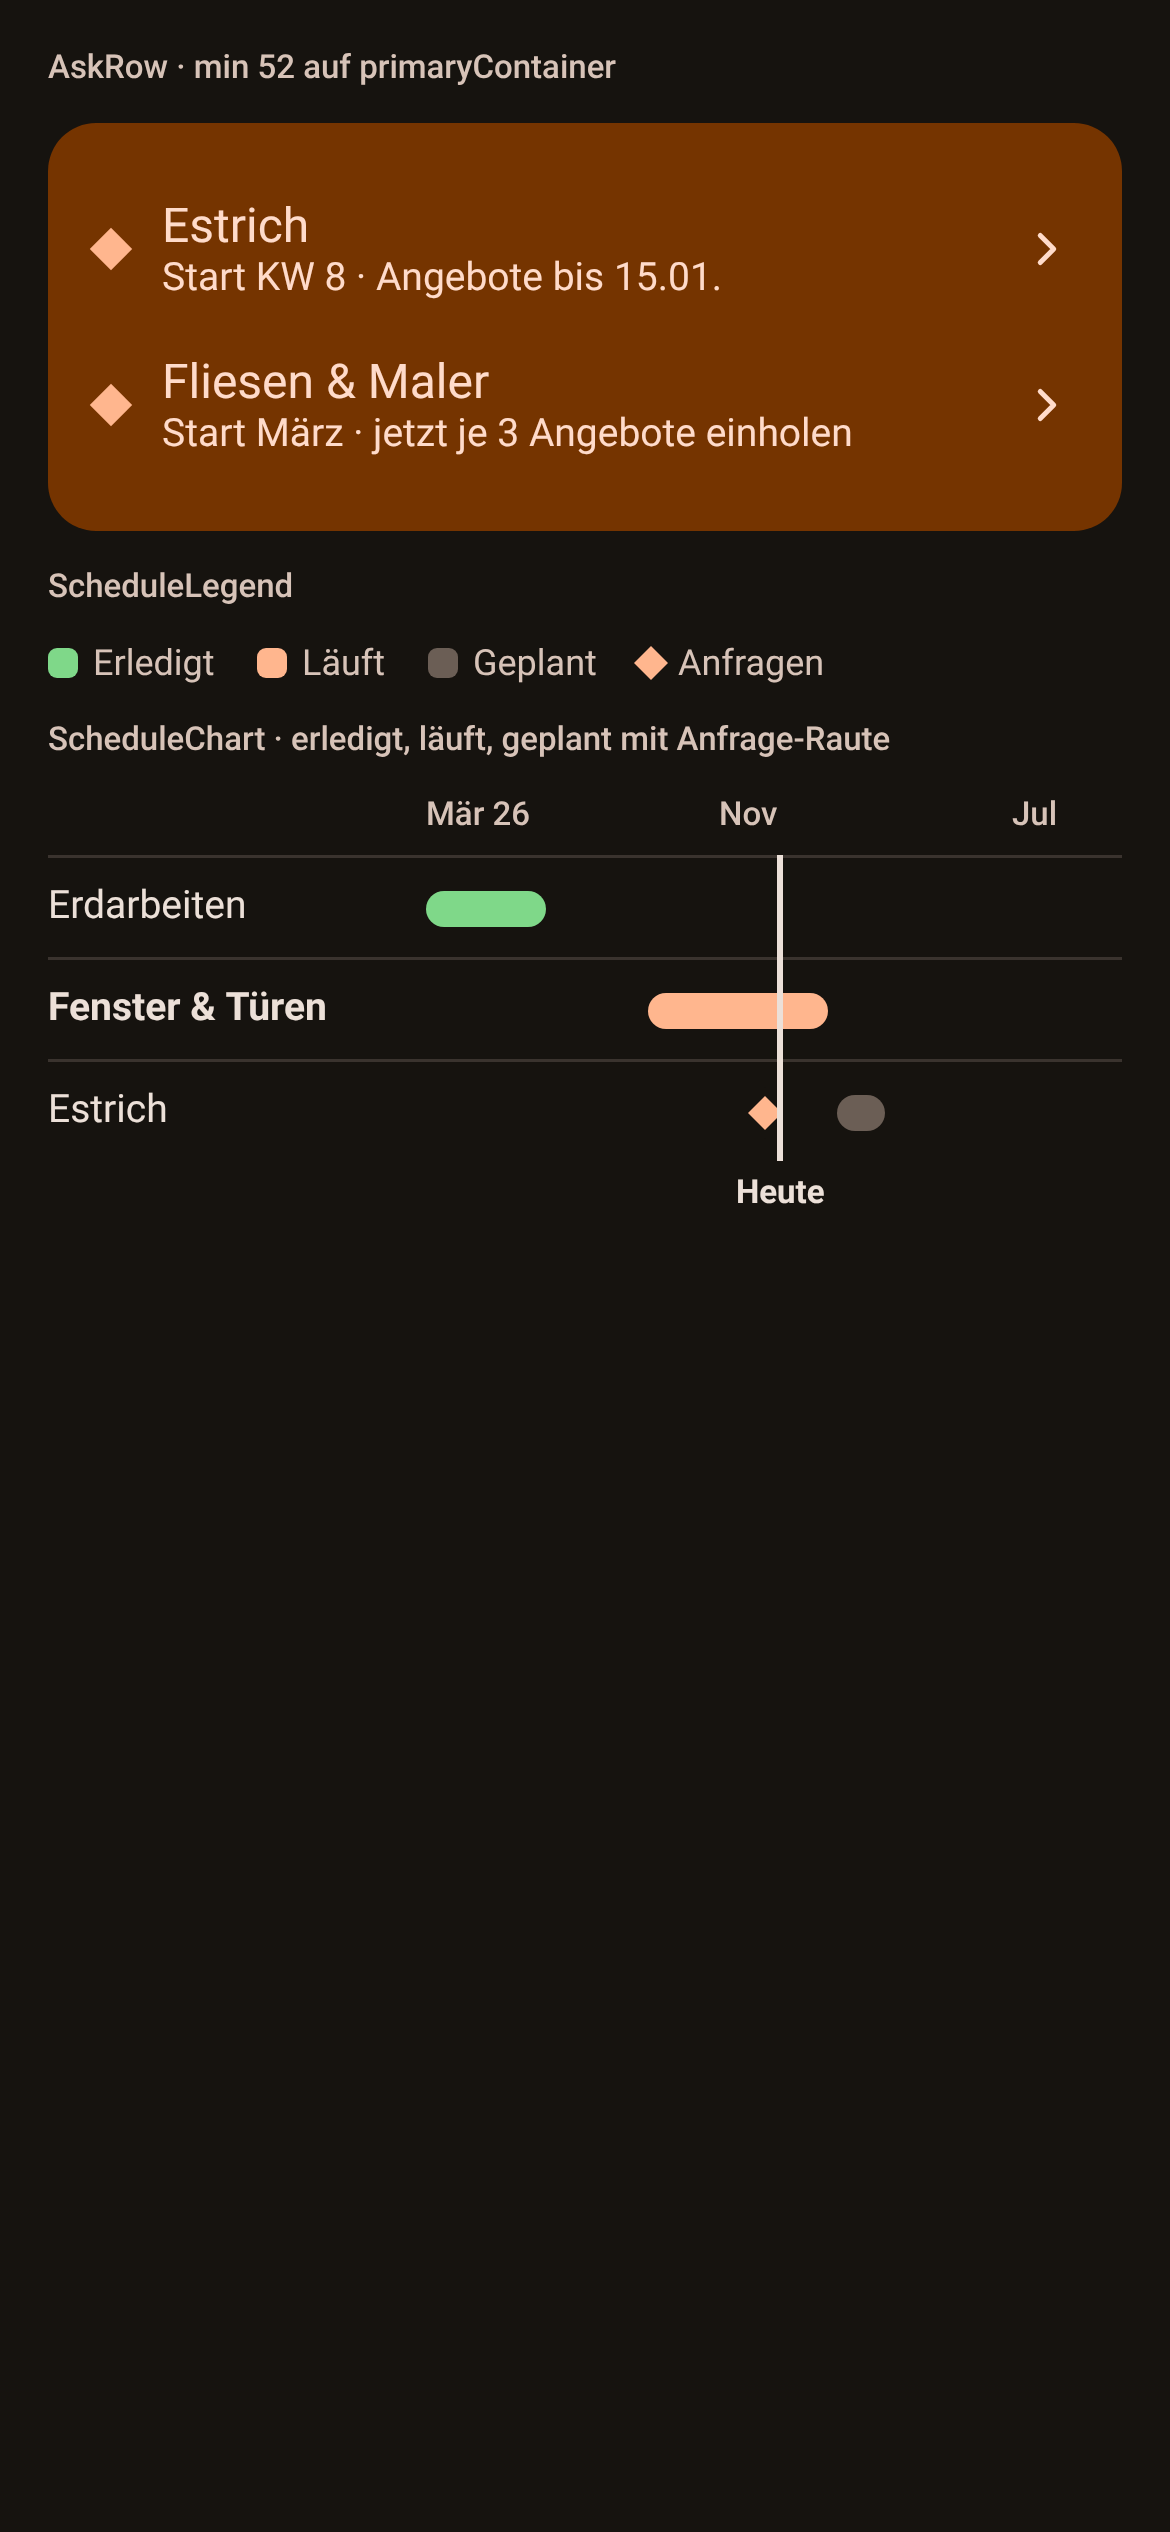 AskRow · min 52 auf primaryContainer
Estrich
Start KW 8 · Angebote bis 15.01.
Fliesen & Maler
Start März · jetzt je 3 Angebote einholen
ScheduleLegend
Erledigt Läuft Geplant Anfragen
ScheduleChart · erledigt, läuft, geplant mit Anfrage-Raute
Mär 26 Nov Jul
Erdarbeiten
Fenster & Türen
Estrich
Heute